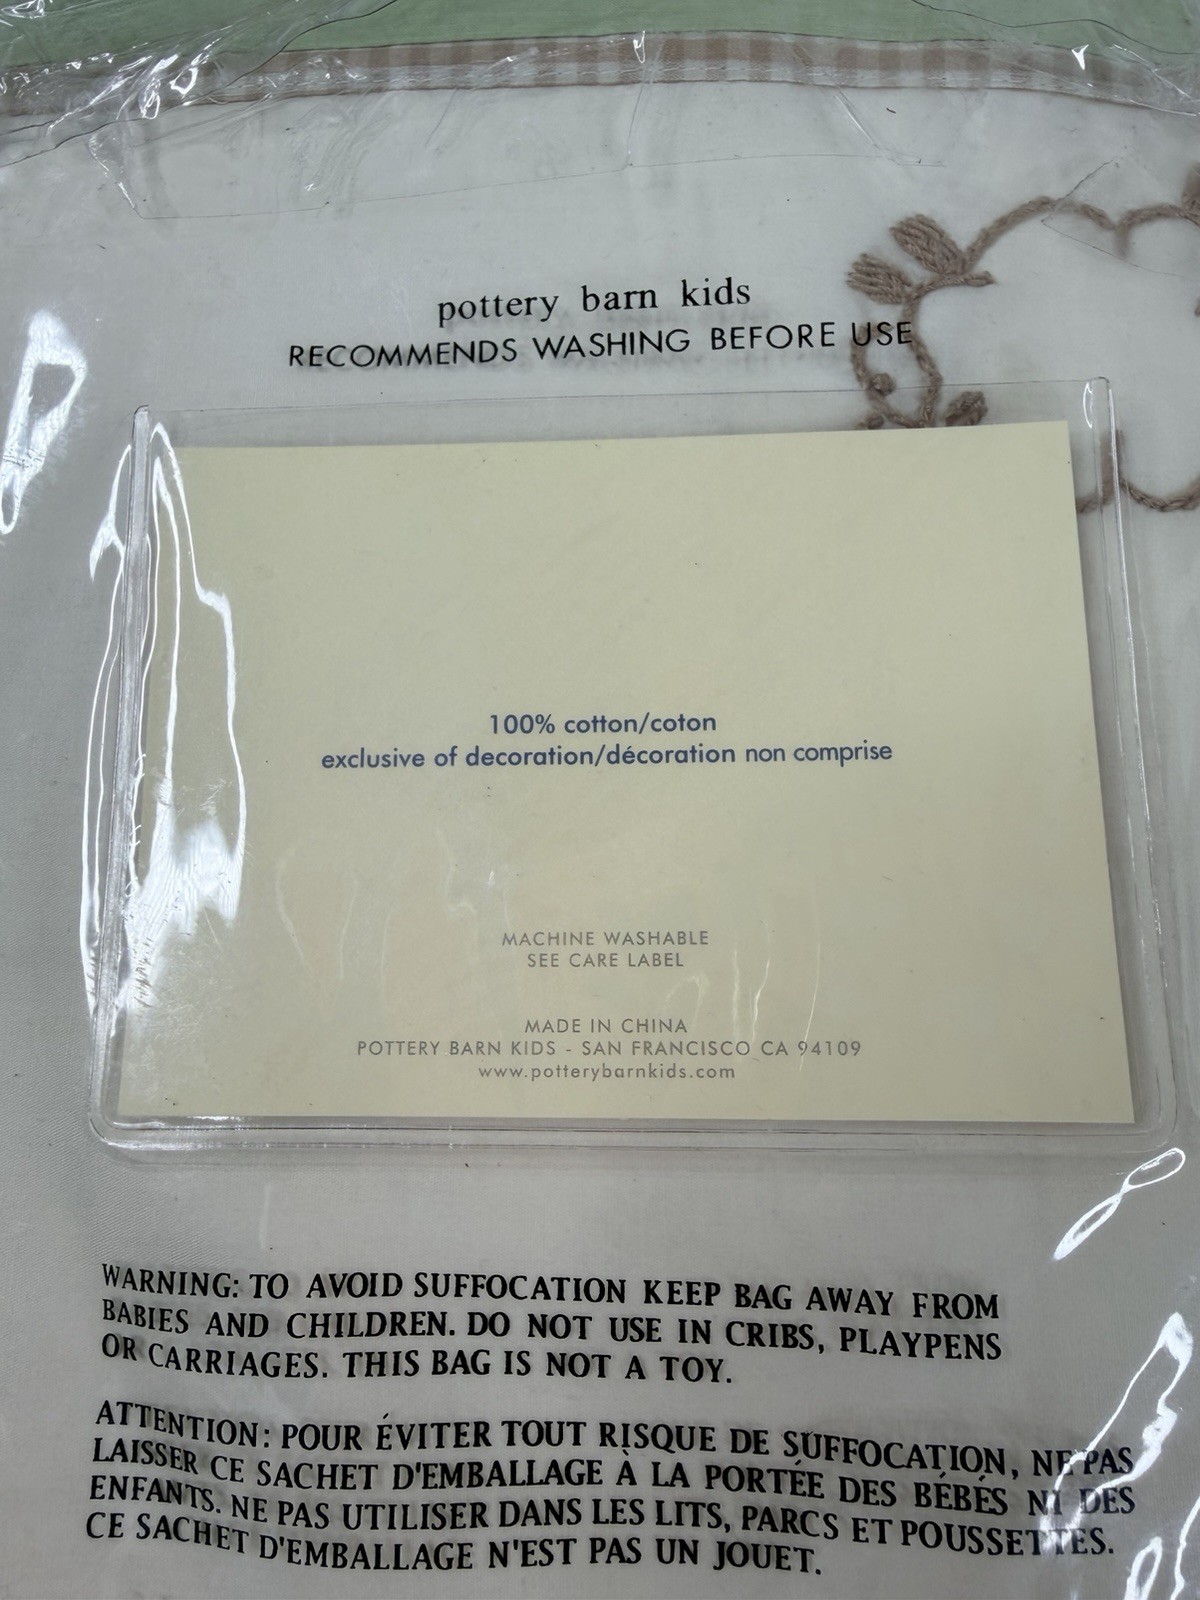 pottery barn kids
RECOMMENDS WASHING BEFORE USE
100% cotton/coton
exclusive of decoration/décoration non comprise
MACHINE WASHABLE
SEE CARE LABEL
MADE IN CHINA
POTTERY BARN KIDS - SAN FRANCISCO CA 94109
www.potterybarnkids.com
WARNING: TO AVOID SUFFOCATION KEEP BAG AWAY FROM
BABIES AND CHILDREN. DO NOT USE IN CRIBS, PLAYPENS
OR CARRIAGES. THIS BAG IS NOT A TOY.
ATTENTION: POUR ÉVITER TOUT RISQUE DE SUFFOCATION, NE PAS
LAISSER CE SACHET D'EMBALLAGE À LA PORTÉE DES BÉBÉS NI DES
ENFANTS. NE PAS UTILISER DANS LES LITS, PARCS ET POUSSETTES.
CE SACHET D'EMBALLAGE N'EST PAS UN JOUET.